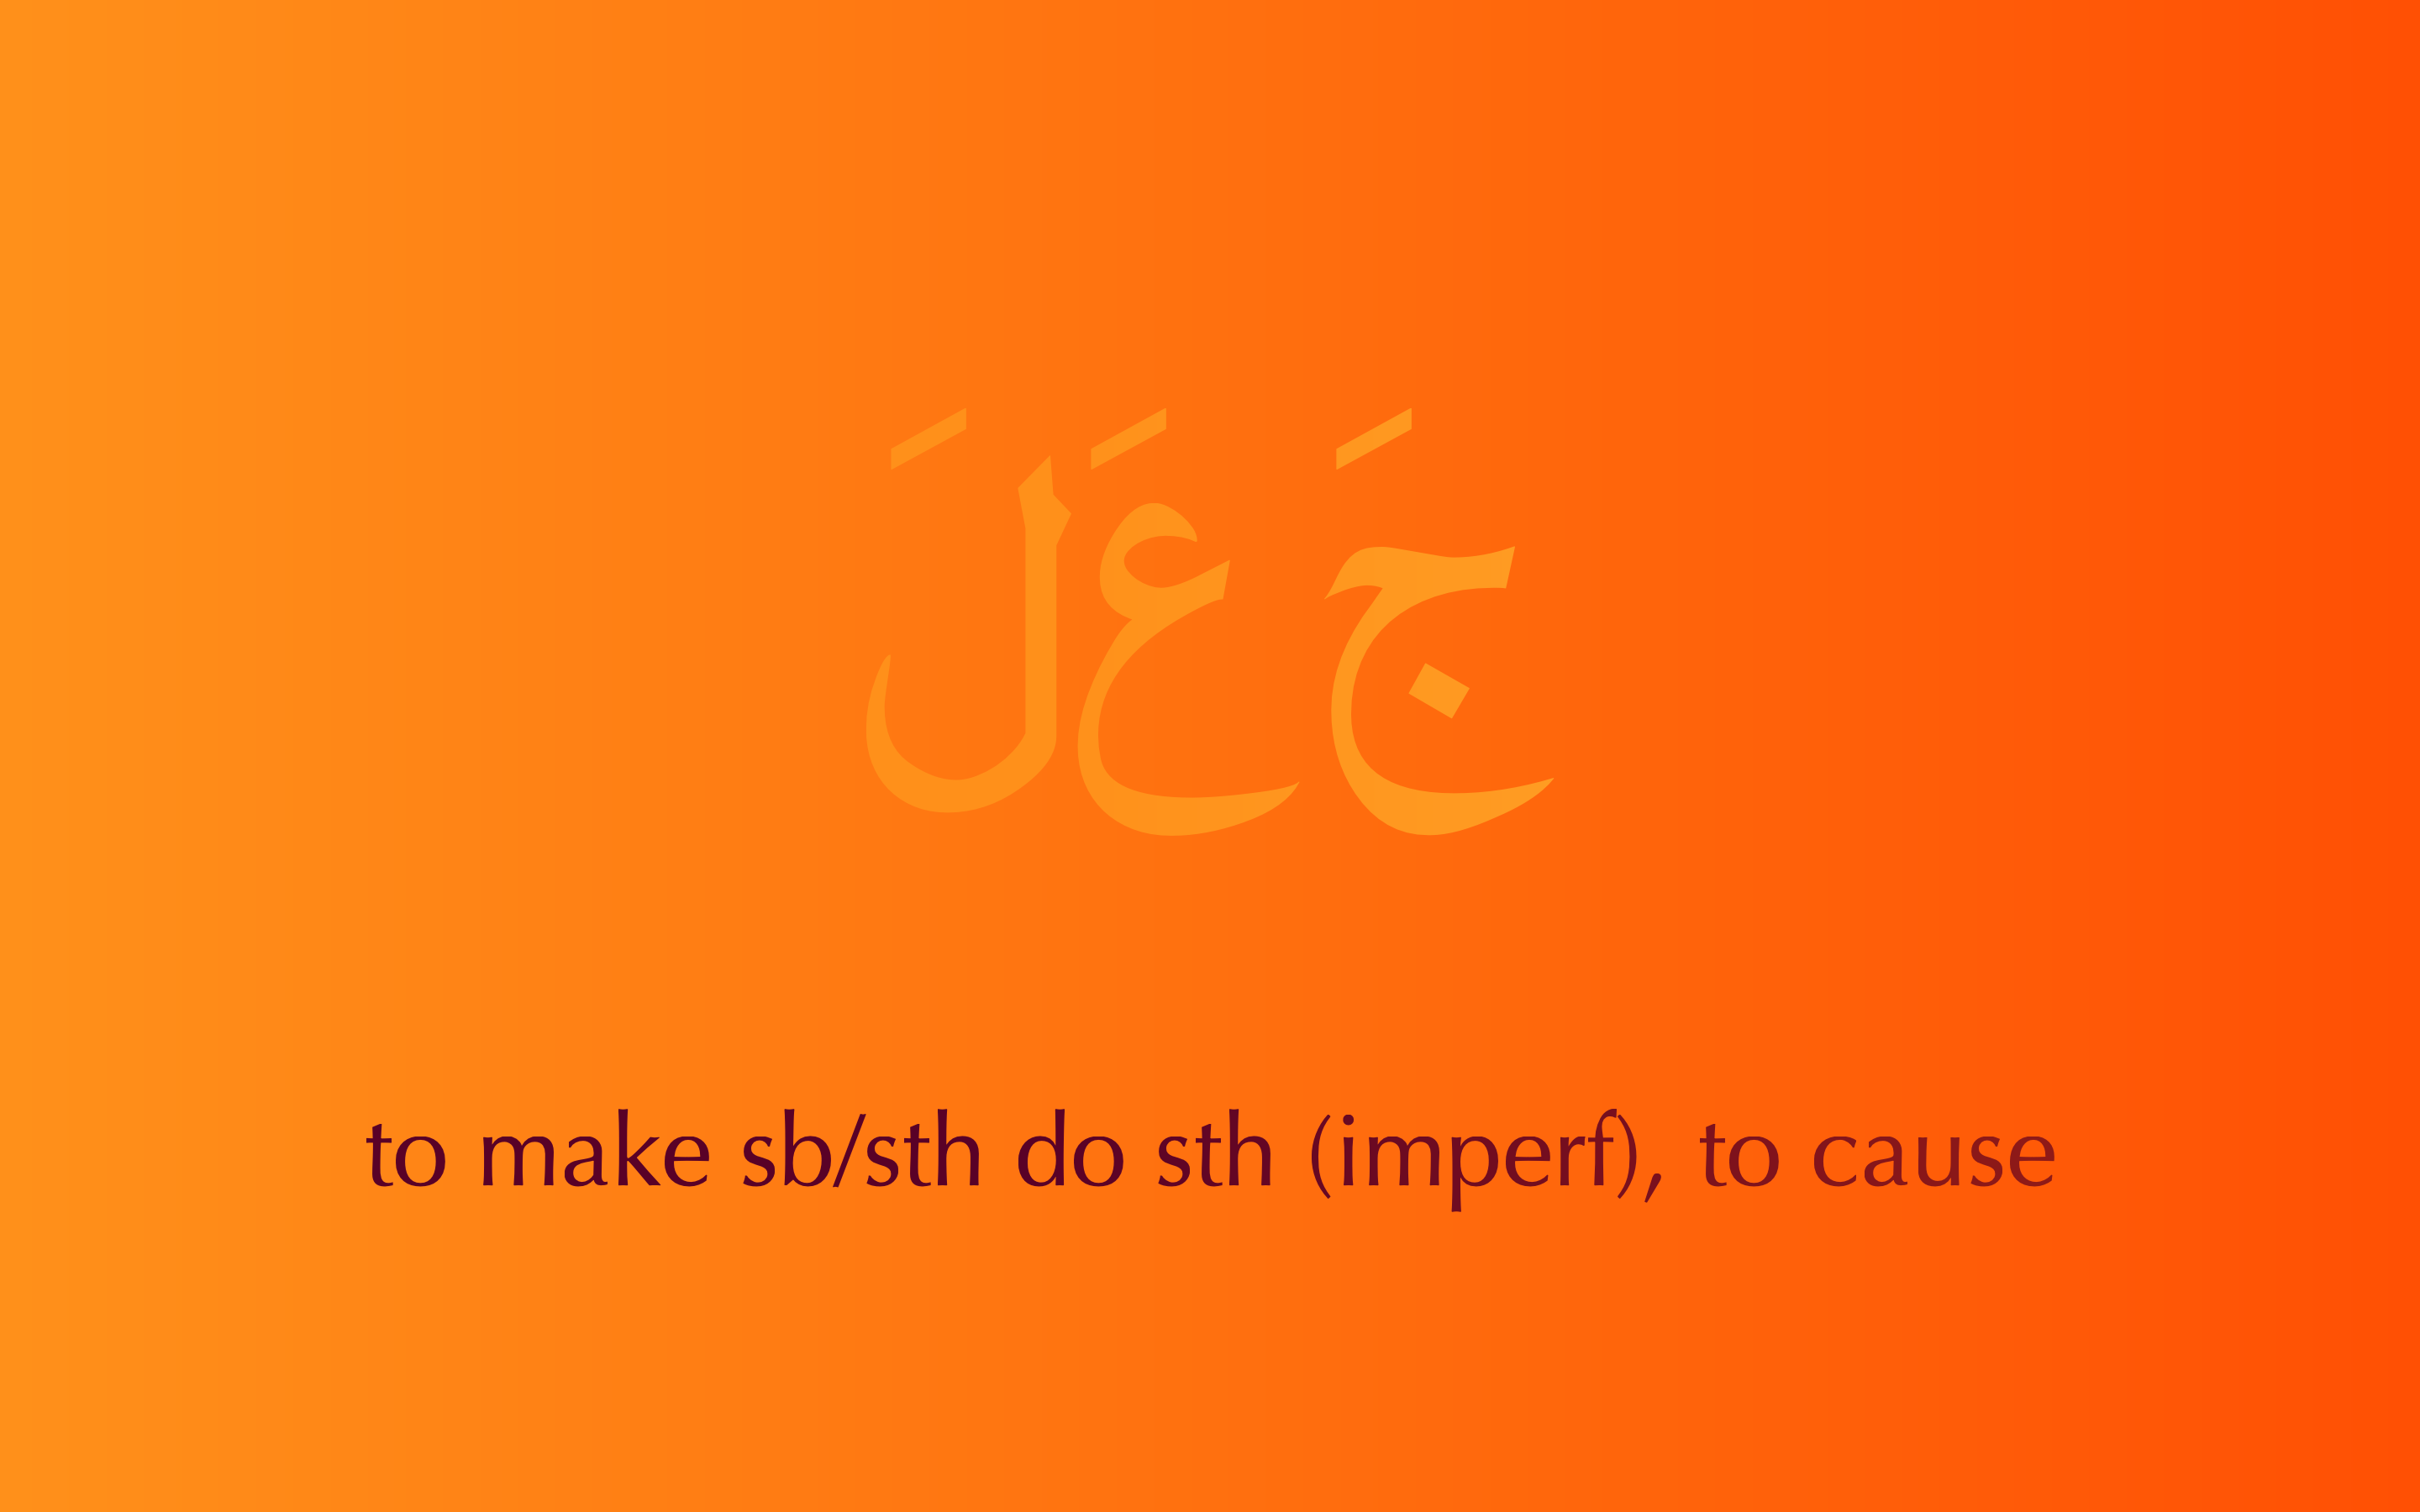 جَعَلَ
to make sb/sth do sth (imperf), to cause